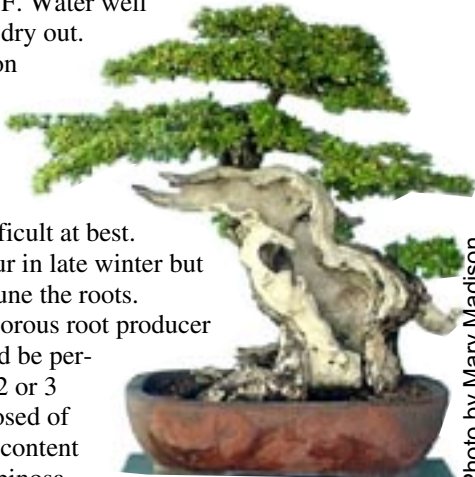 F. Water well
dry out.
on
ficult at best.
ur in late winter but
une the roots.
orous root producer
d be per-
2 or 3
osed of
content
pinosa
Photo by Mary Madison